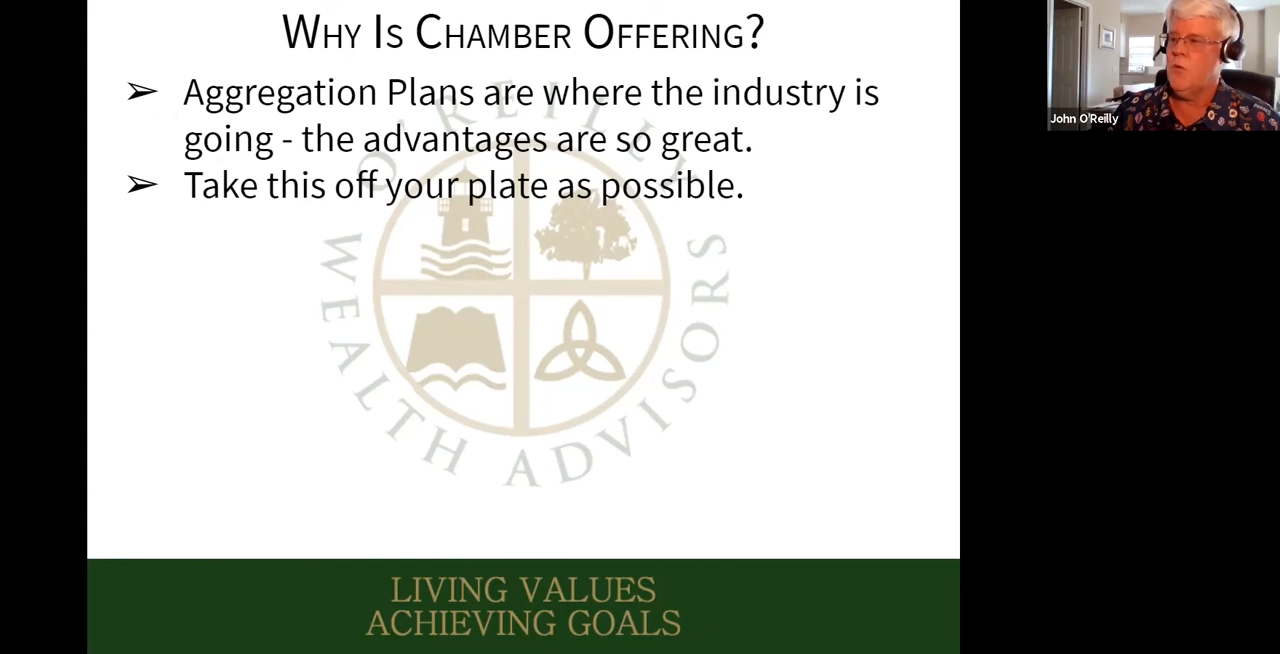 WHY IS CHAMBER OFFERING?
➢ Aggregation Plans are where the industry is
going - the advantages are so great.
➢ Take this off your plate as possible.
O'REILLY
WEALTH ADVISORS
LIVING VALUES
ACHIEVING GOALS
John O'Reilly